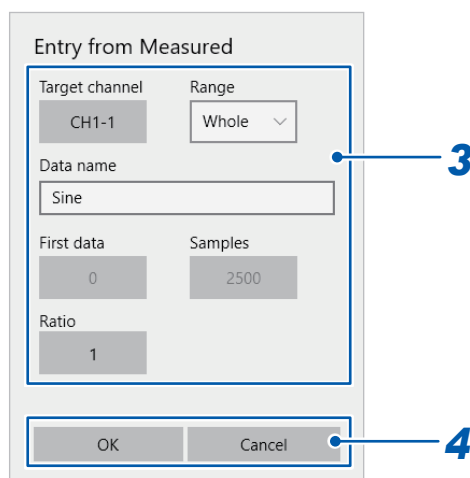 Entry from Measured
Target channel Range
CH1-1 Whole
3
Data name
Sine
First data Samples
0 2500
Ratio
1
OK Cancel
4